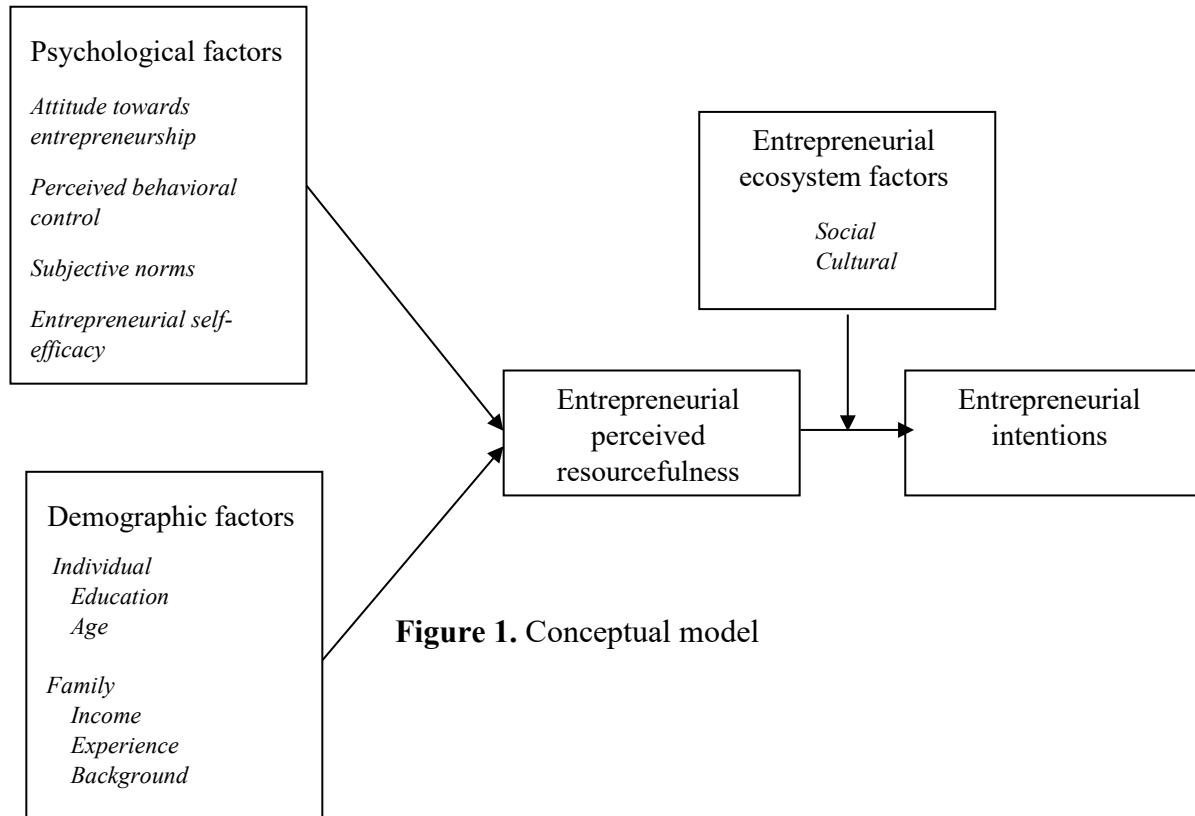 Psychological factors
Attitude towards
entrepreneurship
Perceived behavioral
control
Subjective norms
Entrepreneurial self-
efficacy
Entrepreneurial
ecosystem factors
Social
Cultural
Entrepreneurial
perceived
resourcefulness
Entrepreneurial
intentions
Demographic factors
Individual
Education
Age
Family
Income
Experience
Background
Figure 1. Conceptual model